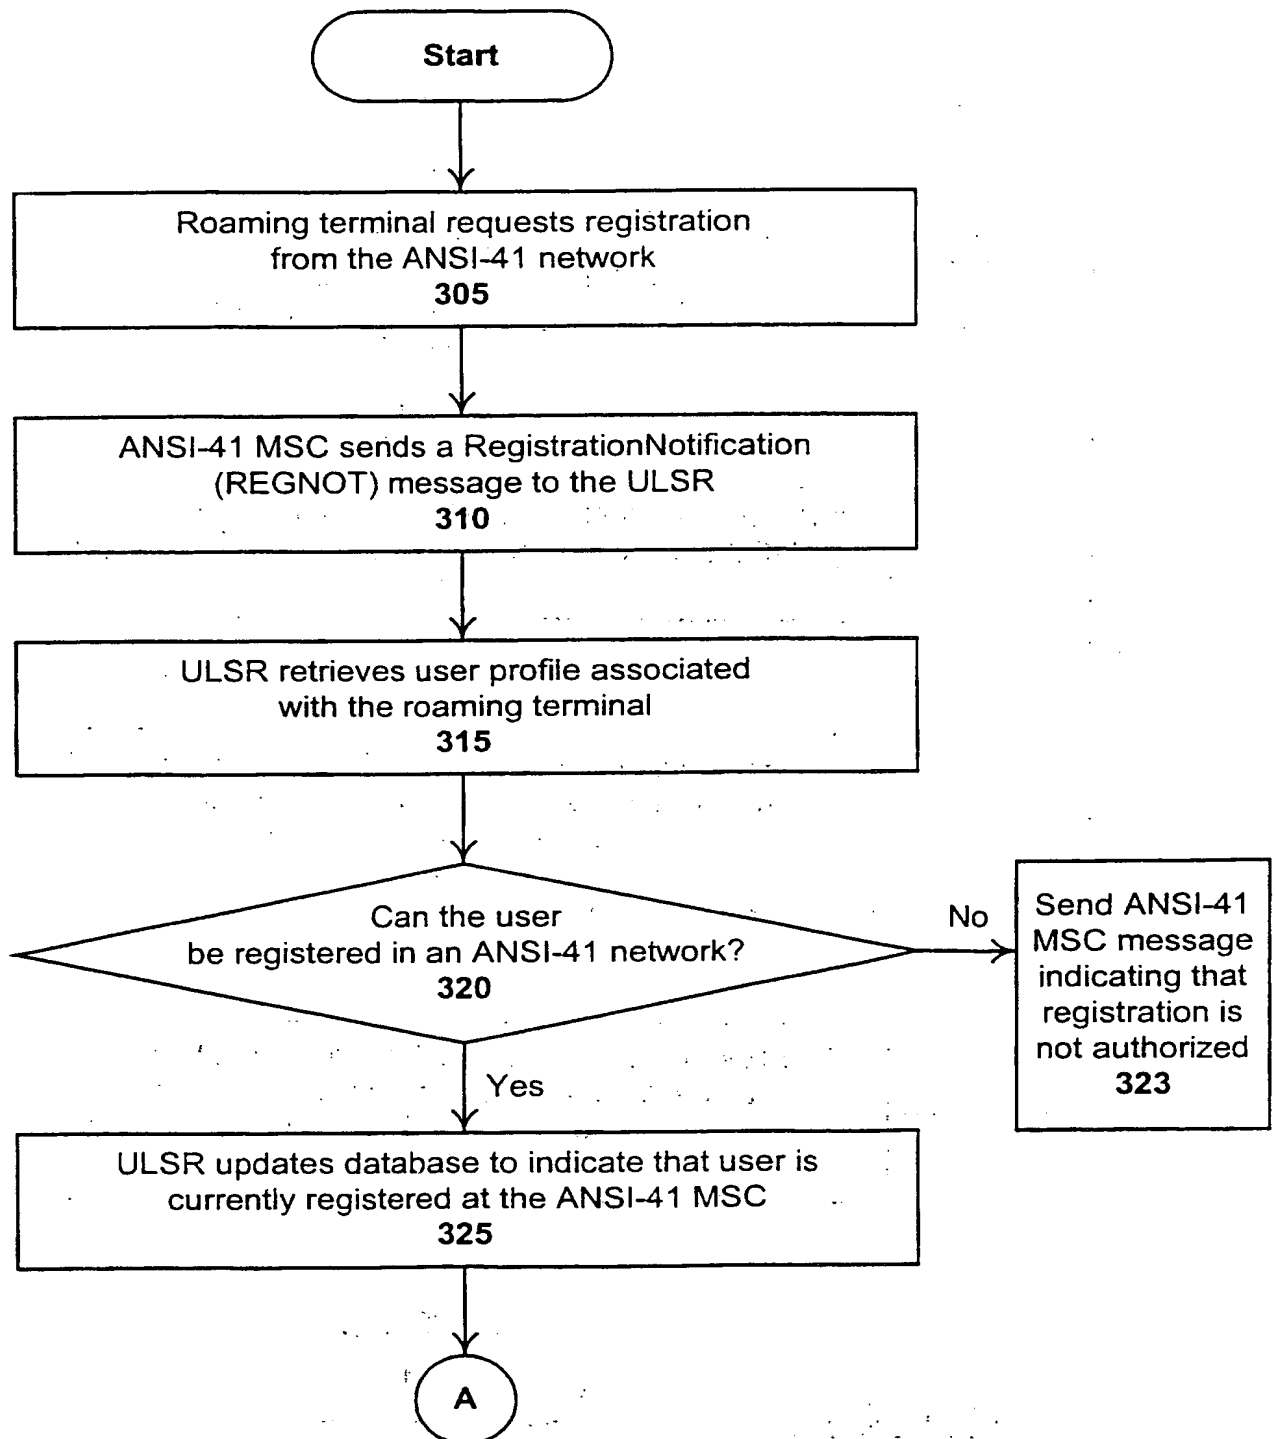 Start
Roaming terminal requests registration
from the ANSI-41 network
305
ANSI-41 MSC sends a RegistrationNotification
(REGNOT) message to the ULSR
310
ULSR retrieves user profile associated
with the roaming terminal
315
Can the user
be registered in an ANSI-41 network?
320
No
Send ANSI-41
MSC message
indicating that
registration is
not authorized
323
Yes
ULSR updates database to indicate that user is
currently registered at the ANSI-41 MSC
325
A